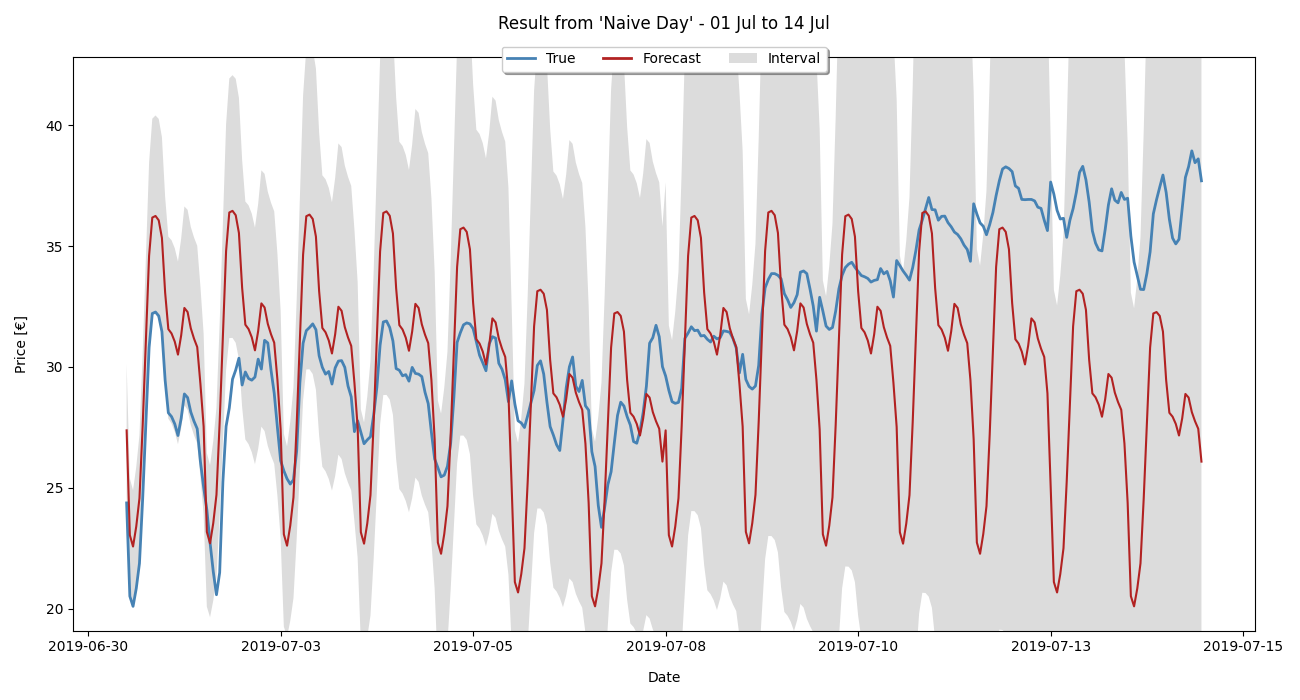 Result from 'Naive Day' - 01 Jul to 14 Jul
True Forecast Interval
Price [€]
40
35
30
25
20
2019-06-30 2019-07-03 2019-07-05 2019-07-08 2019-07-10 2019-07-13 2019-07-15
Date